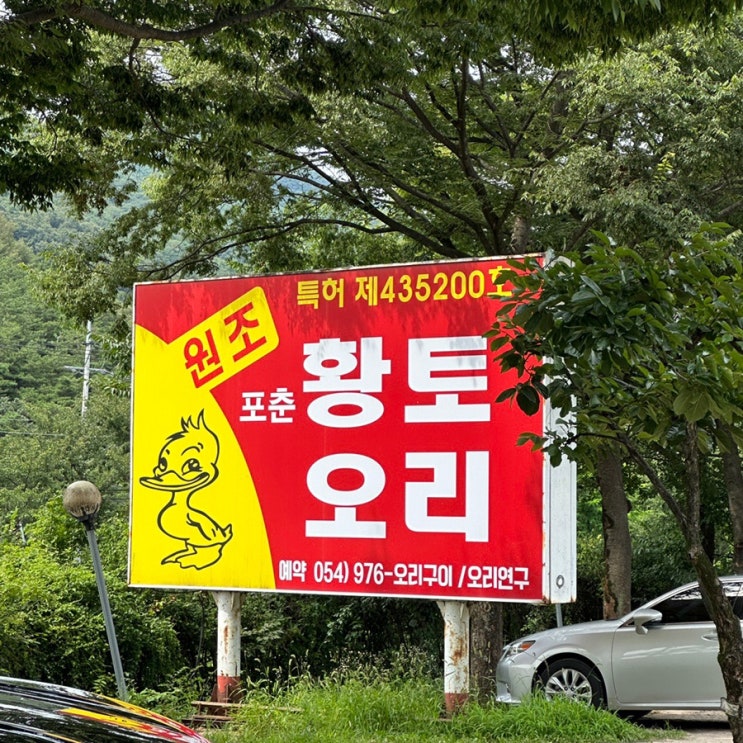 특허 제435200호
원조
포춘 황토
오리
예약 054) 976-오리구이 /오리연구